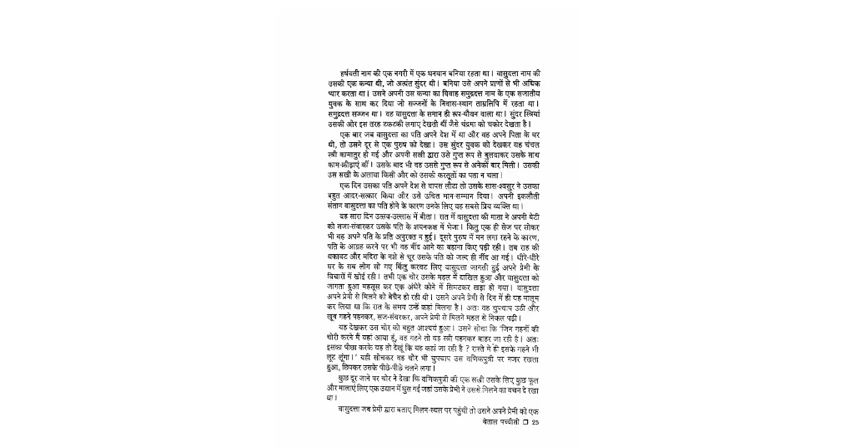 हर्षवती नाम की एक नगरी में एक धनवान बनिया रहता था। वासुदत्ता नाम की
उसकी एक कन्या थी, जो अत्यंत सुंदर थी। बनिया उसे अपने प्राणों से भी अधिक
प्यार करता था। उसने अपनी उस कन्या का विवाह समुद्रदत्त नाम के एक सजातीय
युवक के साथ कर दिया जो सज्जनों के निवास-स्थान ताम्रलिपि में रहता था।
समुद्रदत्त सज्जन था। वह वासुदत्ता के समान ही रूप-यौवन वाला था। सुंदर स्त्रियां
उसकी ओर इस तरह टकटकी लगाए देखती थीं जैसे चंद्रमा को चकोर देखता है।
एक बार जब वासुदत्ता का पति अपने देश में था और वह अपने पिता के घर
थी, तो उसने दूर से एक पुरुष को देखा। उस सुंदर युवक को देखकर वह चंचल
स्त्री कामातुर हो गई और अपनी सखी द्वारा उसे गुप्त रूप से बुलवाकर उसके साथ
काम-क्रीड़ाएं कीं। उसके बाद भी वह उससे गुप्त रूप से अनेकों बार मिली। उसकी
उस सखी के अलावा किसी और को उसकी करतूतों का पता न चला।
एक दिन उसका पति अपने देश से वापस लौटा तो उसके सास-श्वसुर ने उसका
बहुत आदर-सत्कार किया और उसे उचित मान-सम्मान दिया। अपनी इकलौती
संतान वासुदत्ता का पति होने के कारण उनके लिए वह सबसे प्रिय व्यक्ति था।
वह सारा दिन उत्सव-उल्लास में बीता। रात में वासुदत्ता की माता ने अपनी बेटी
को सजा-संवारकर उसके पति के शयनकक्ष में भेजा। किंतु एक ही सेज पर सोकर
भी वह अपने पति के प्रति अनुरक्त न हुई। दूसरे पुरुष में मन लगा रहने के कारण,
पति के आग्रह करने पर भी वह नींद आने का बहाना किए पड़ी रही। तब राह की
थकावट और मदिरा के नशे से चूर उसके पति को जल्द ही नींद आ गई। धीरे-धीरे
घर के सब लोग सो गए किंतु करवट लिए वासुदत्ता जागती हुई अपने प्रेमी के
विचारों में खोई रही। तभी एक चोर उसके महल में दाखिल हुआ और वासुदत्ता को
जागता हुआ महसूस कर एक अंधेरे कोने में सिमटकर खड़ा हो गया। वासुदत्ता
अपने प्रेमी से मिलने को बेचैन हो रही थी। उसने अपने प्रेमी से दिन में ही यह मालूम
कर लिया था कि रात के समय उन्हें कहां मिलना है। अतः वह चुपचाप उठी और
खूब गहने पहनकर, सज-संवरकर, अपने प्रेमी से मिलने महल से निकल पड़ी।
यह देखकर उस चोर को बहुत आश्चर्य हुआ। उसने सोचा कि 'जिन गहनों की
चोरी करने मैं यहां आया हूं, वह गहने तो यह स्त्री पहनकर बाहर जा रही है। अतः
इसका पीछा करके यह तो देखूं कि यह कहां जा रही है ? रास्ते में ही इसके गहने भी
लूट लूंगा।' यही सोचकर वह चोर भी चुपचाप उस वणिकपुत्री पर नजर रखता
हुआ, छिपकर उसके पीछे-पीछे चलने लगा।
कुछ दूर जाने पर चोर ने देखा कि वणिकपुत्री की एक सखी उसके लिए कुछ फूल
और मालाएं लिए एक उद्यान में घुस गई जहां उसके प्रेमी ने उससे मिलने का वचन दे रखा
था।
वासुदत्ता जब प्रेमी द्वारा बताए मिलन-स्थल पर पहुंची तो उसने अपने प्रेमी को एक
बेताल पच्चीसी ❐ 25